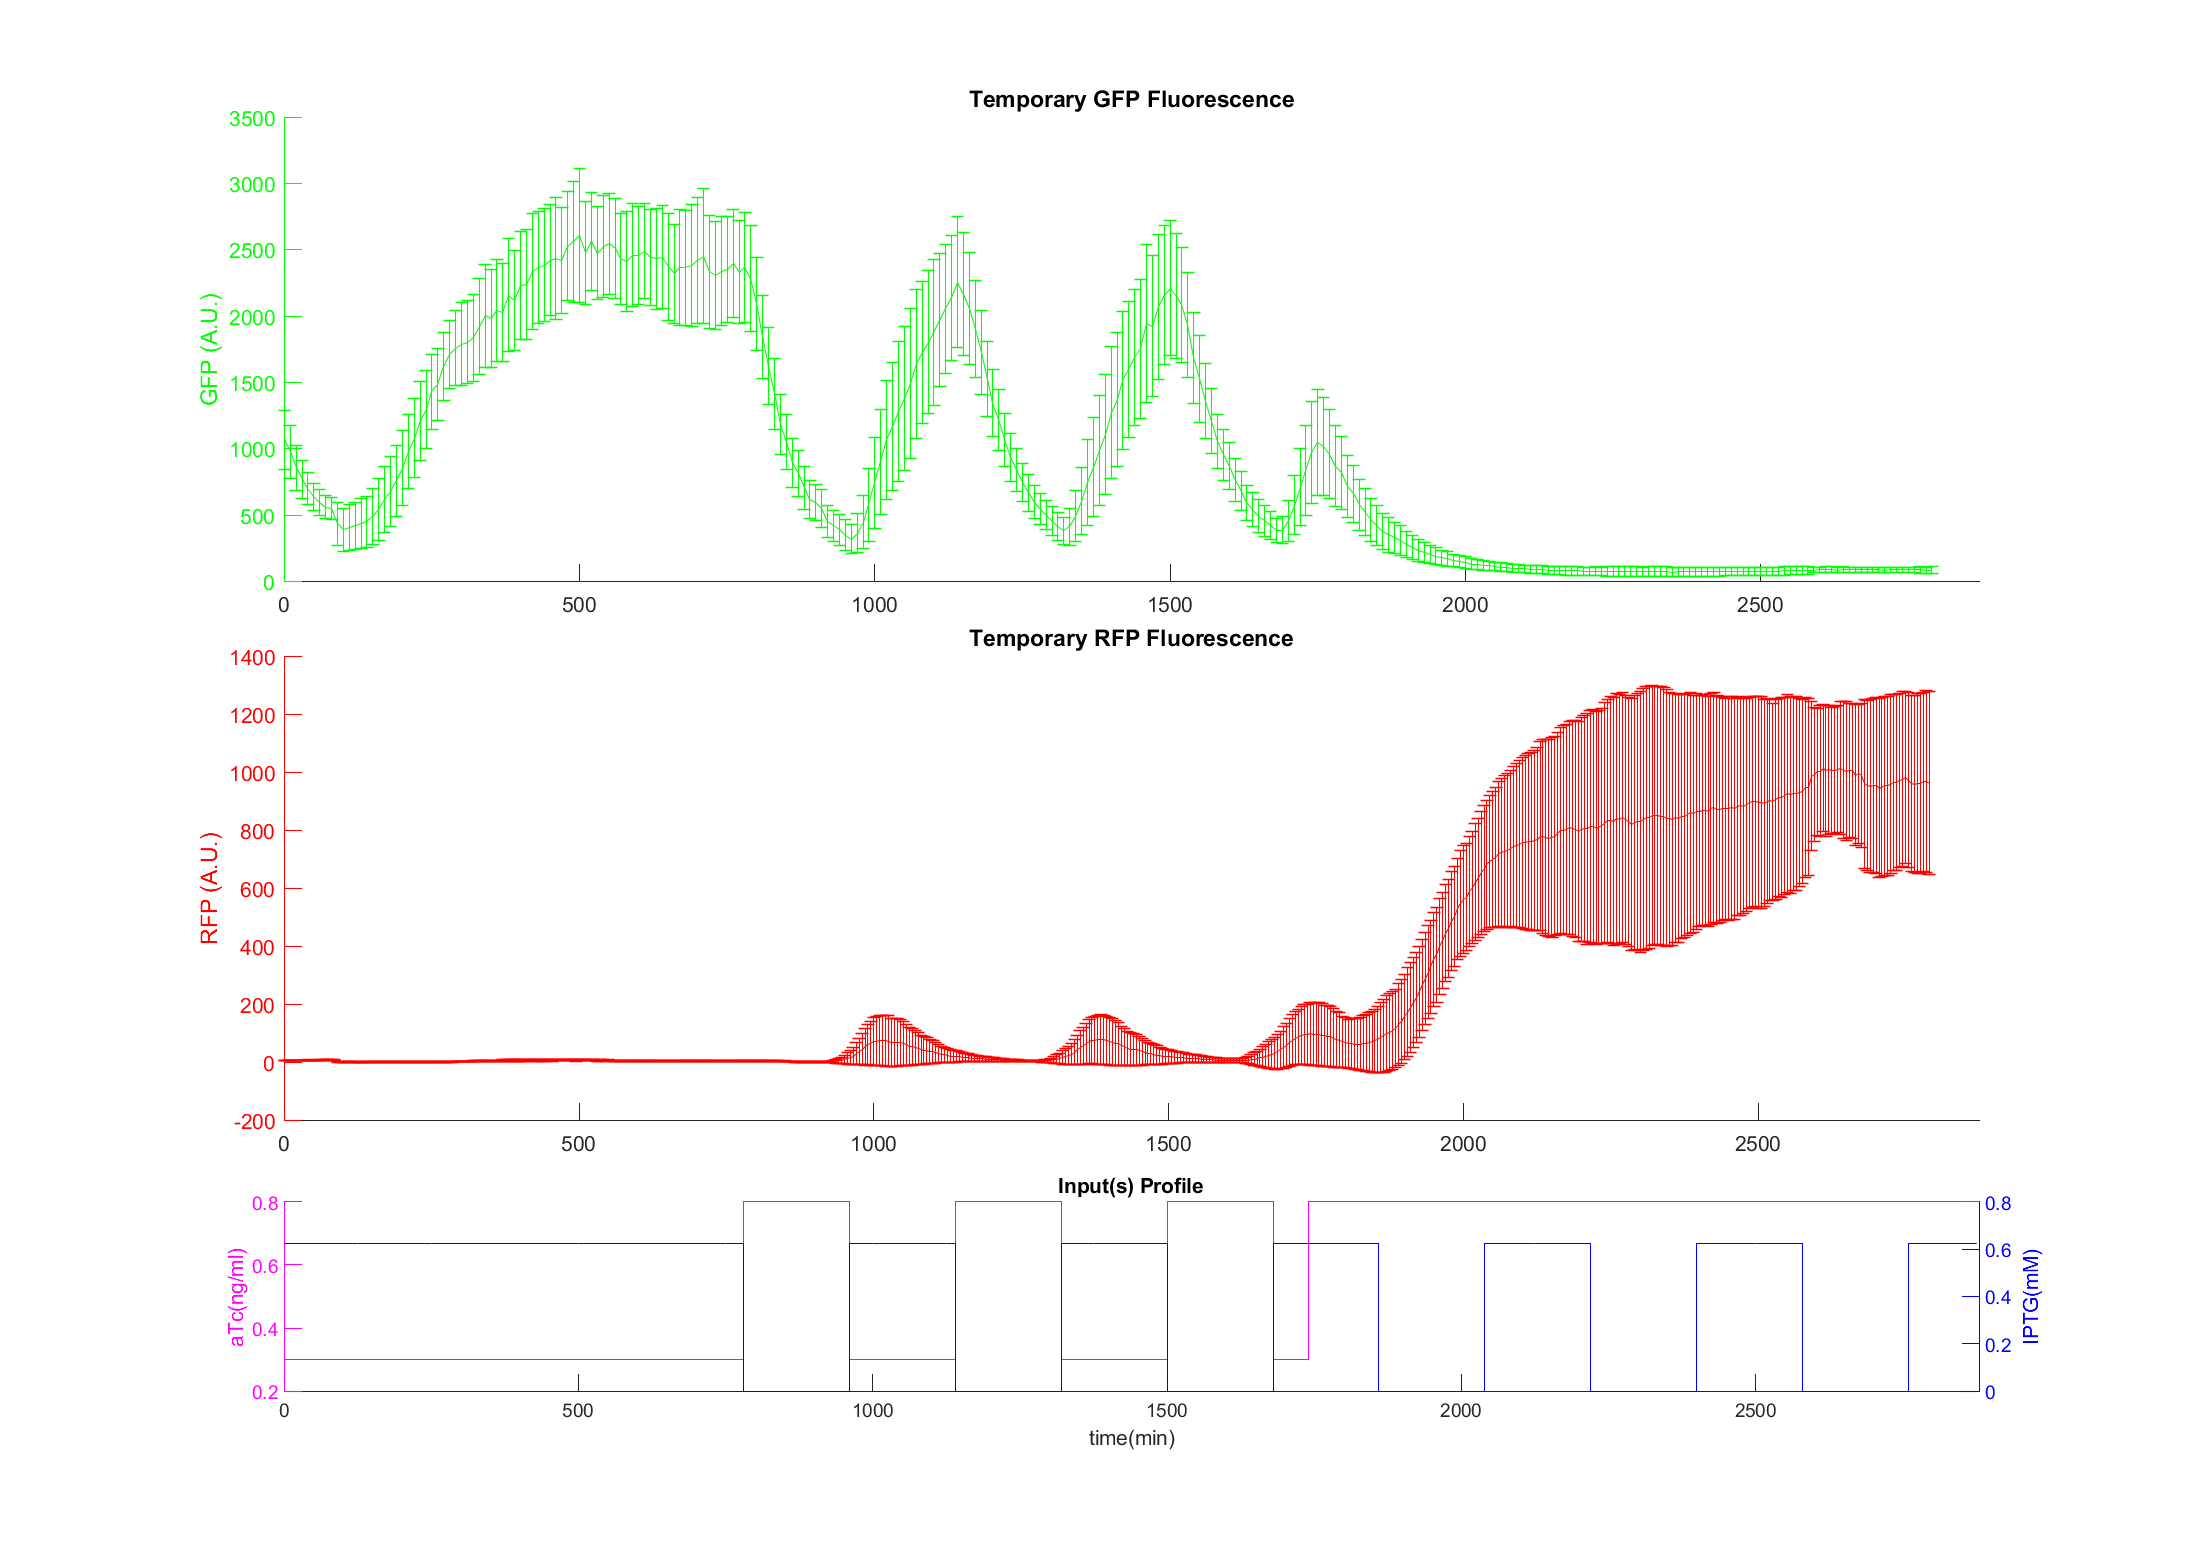 Temporary GFP Fluorescence
GFP (A.U.)
3500
3000
2500
2000
1500
1000
500
0
0 500 1000 1500 2000 2500
Temporary RFP Fluorescence
RFP (A.U.)
1400
1200
1000
800
600
400
200
0
-200
0 500 1000 1500 2000 2500
Input(s) Profile
aTc(ng/ml)
0.8
0.6
0.4
0.2
0.8
0.6
0.4
0.2
0
IPTG(mM)
0 500 1000 1500 2000 2500
time(min)